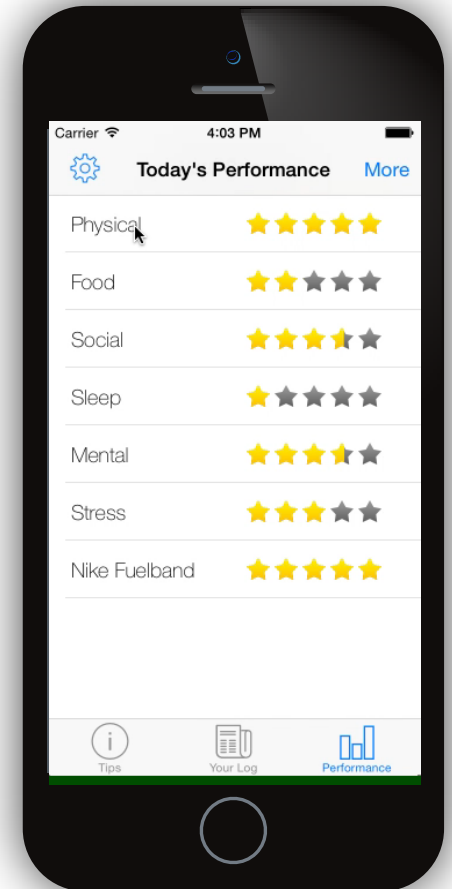 Carrier 4:03 PM
Today's Performance More
Physical
Food
Social
Sleep
Mental
Stress
Nike Fuelband
Tips Your Log Performance